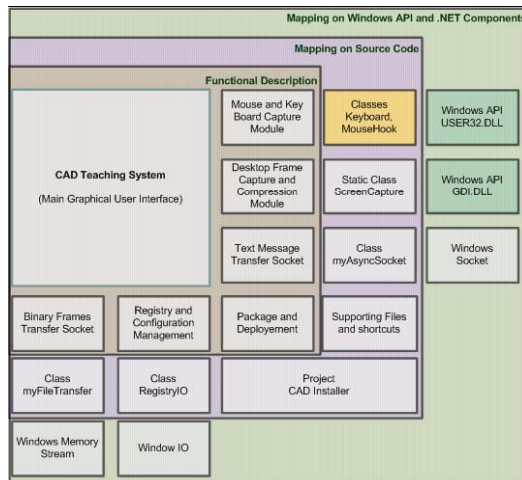 Mapping on Windows API and .NET Components
Mapping on Source Code
Functional Description
CAD Teaching System
(Main Graphical User Interface)
Mouse and Key
Board Capture
Module
Classes
Keyboard,
MouseHook
Windows API
USER32.DLL
Desktop Frame
Capture and
Compression
Module
Static Class
ScreenCapture
Windows API
GDI.DLL
Text Message
Transfer Socket
Class
myAsyncSocket
Windows
Socket
Binary Frames
Transfer Socket
Registry and
Configuration
Management
Package and
Deployement
Supporting Files
and shortcuts
Class
myFileTransfer
Class
RegistryIO
Project
CAD Installer
Windows Memory
Stream
Window IO